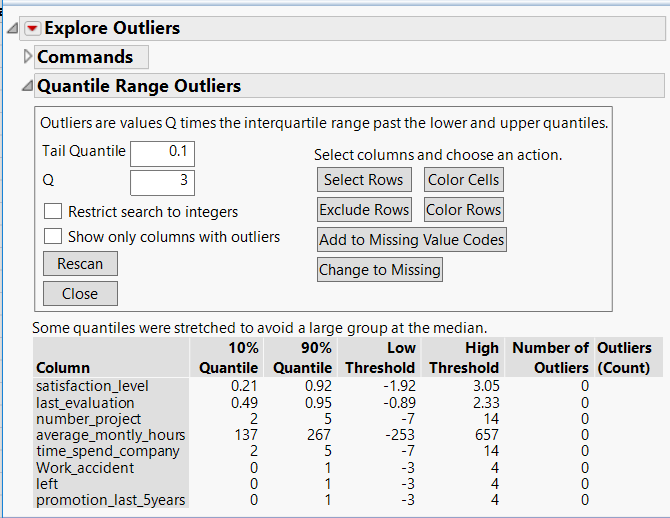 Explore Outliers
Commands
Quantile Range Outliers
Outliers are values Q times the interquartile range past the lower and upper quantiles.
Tail Quantile 0.1
Q 3
Restrict search to integers
Show only columns with outliers
Rescan
Close
Select columns and choose an action.
Select Rows Color Cells
Exclude Rows Color Rows
Add to Missing Value Codes
Change to Missing
Some quantiles were stretched to avoid a large group at the median.
10% 90% Low High Number of Outliers
Column Quantile Quantile Threshold Threshold Outliers (Count)
satisfaction_level 0.21 0.92 -1.92 3.05 0
last_evaluation 0.49 0.95 -0.89 2.33 0
number_project 2 5 -7 14 0
average_montly_hours 137 267 -253 657 0
time_spend_company 2 5 -7 14 0
Work_accident 0 1 -3 4 0
left 0 1 -3 4 0
promotion_last_5years 0 1 -3 4 0